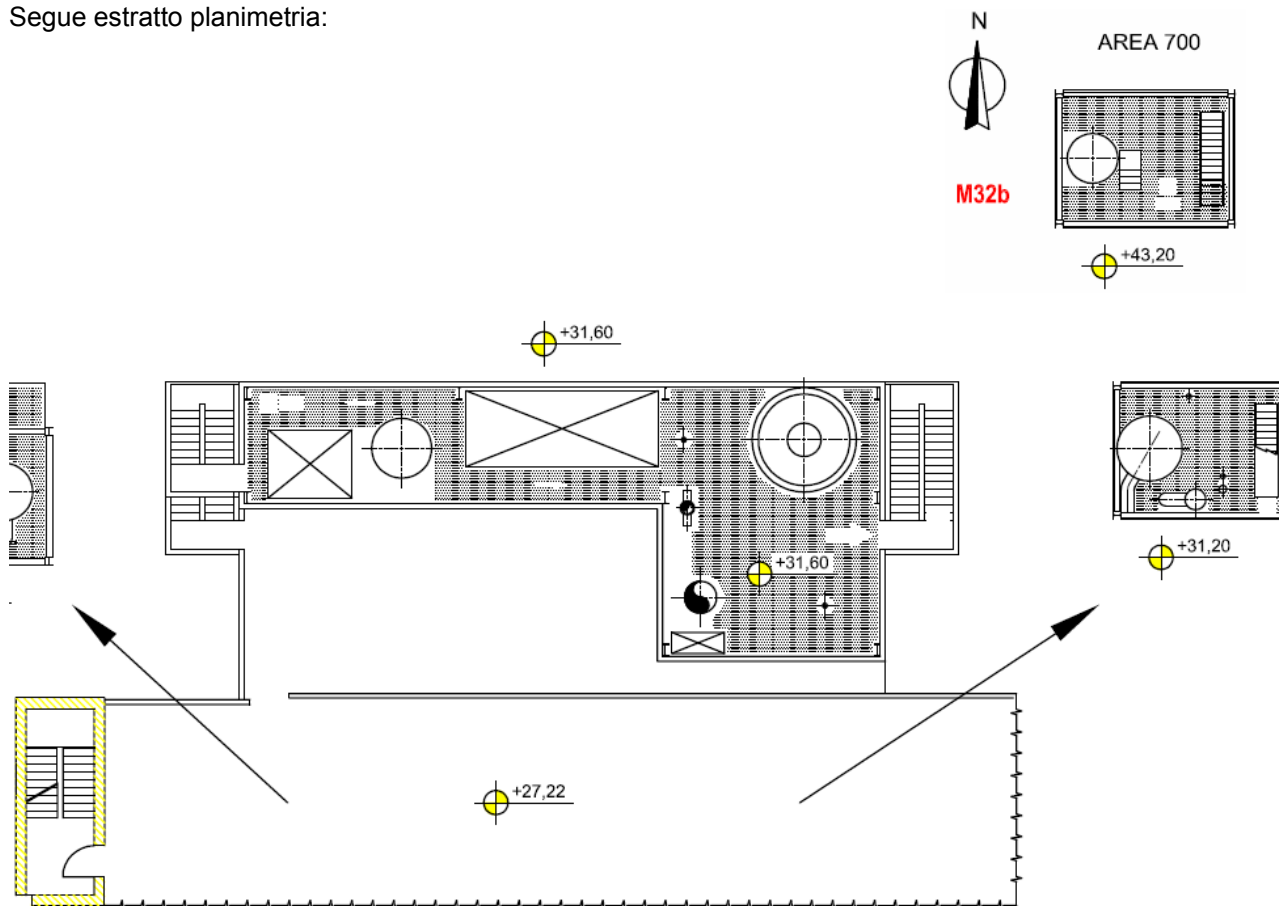 Segue estratto planimetria:
N
AREA 700
M32b
+43,20
+31,60
+31,60
+31,20
+27,22